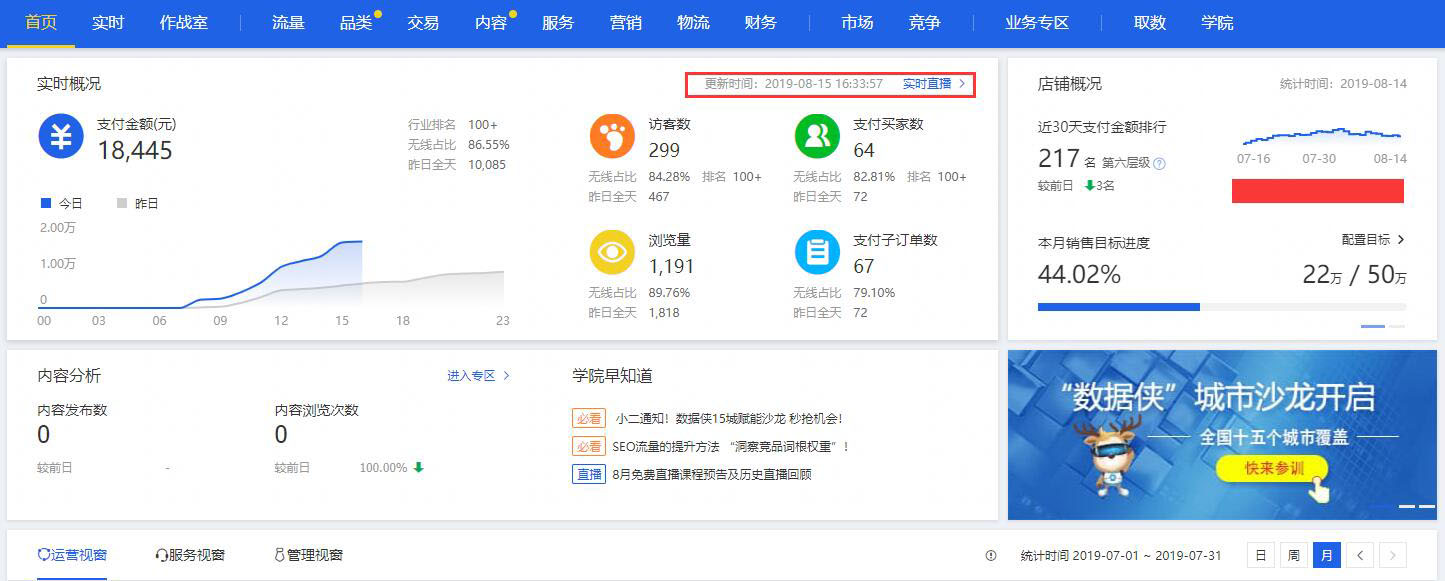 首页 实时 作战室 流量 品类 交易 内容 服务 营销 物流 财务 市场 竞争 业务专区 取数 学院
实时概况
更新时间: 2019-08-15 16:33:57 实时直播 >
支付金额(元)
18,445
行业排名 100+
无线占比 86.55%
昨日全天 10,085
今日 昨日
2.00万
1.00万
0
00 03 06 09 12 15 18 23
访客数
299
无线占比 84.28% 排名 100+
昨日全天 467
支付买家数
64
无线占比 82.81% 排名 100+
昨日全天 72
浏览量
1,191
无线占比 89.76%
昨日全天 1,818
支付子订单数
67
无线占比 79.10%
昨日全天 72
店铺概况
统计时间: 2019-08-14
近30天支付金额排行
217 名 第六层级 ?
较前日 3名
07-16 07-30 08-14
本月销售目标进度
配置目标 >
44.02%
22万 / 50万
内容分析
进入专区 >
内容发布数
0
较前日 -
内容浏览次数
0
较前日 100.00%
学院早知道
必看 小二通知！数据侠15城赋能沙龙 秒抢机会!
必看 SEO流量的提升方法 “洞察竞品词根权重”！
直播 8月免费直播课程预告及历史直播回顾
“数据侠” 城市沙龙开启
全国十五个城市覆盖
快来参训
运营视窗 服务视窗 管理视窗
统计时间 2019-07-01 ~ 2019-07-31
日 周 月 < >